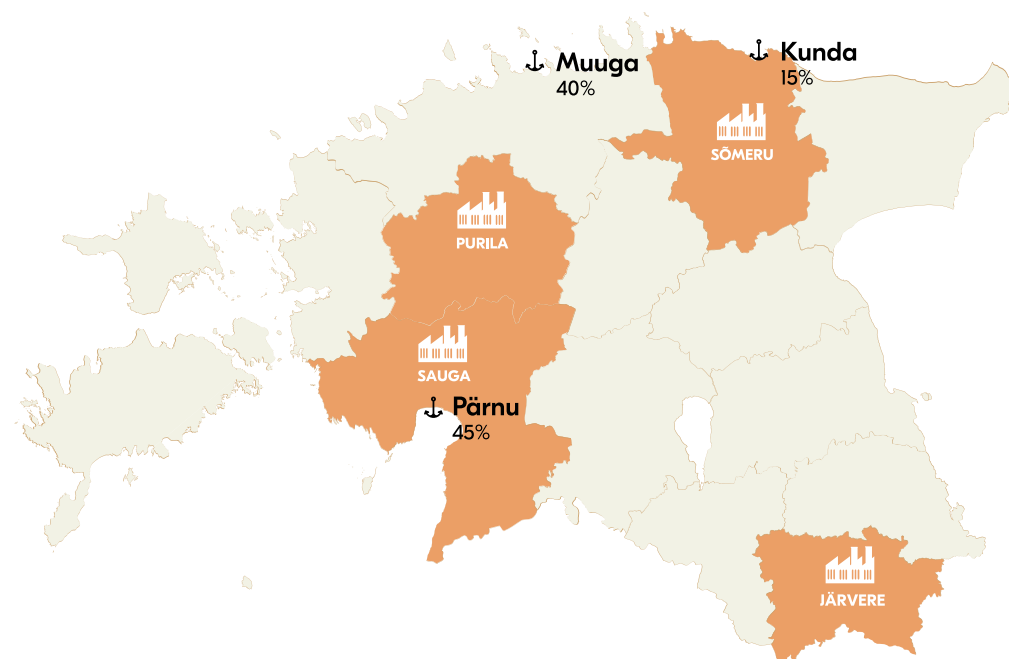 Muuga
40%
Kunda
15%
SÕMERU
PURILA
SAUGA
Pärnu
45%
JÄRVERE